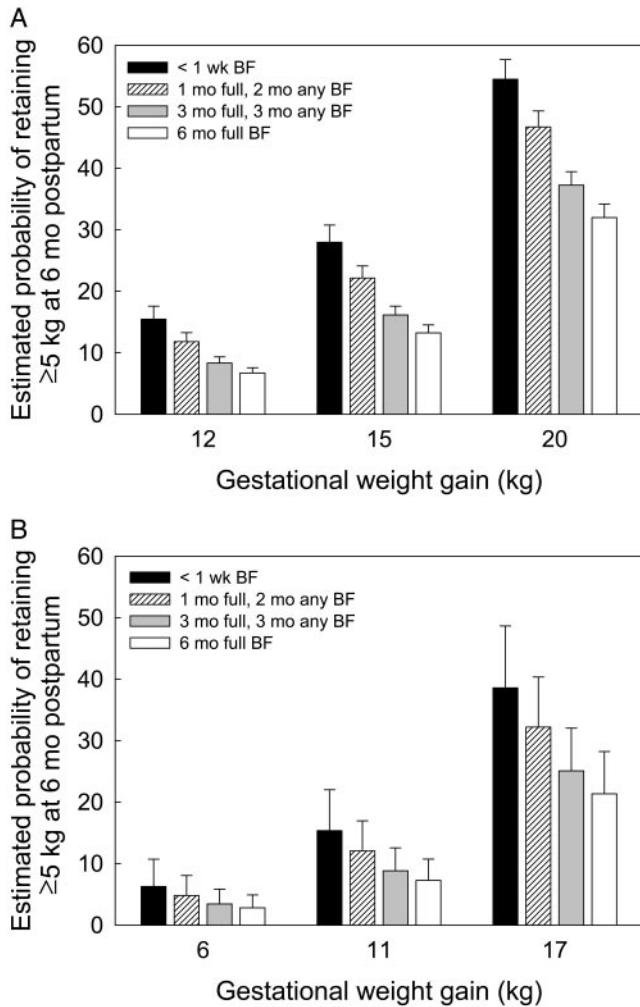 A
Estimated probability of retaining
≥5 kg at 6 mo postpartum
60
50
40
30
20
10
0
< 1 wk BF
1 mo full, 2 mo any BF
3 mo full, 3 mo any BF
6 mo full BF
12 15 20
Gestational weight gain (kg)
B
Estimated probability of retaining
≥5 kg at 6 mo postpartum
60
50
40
30
20
10
0
< 1 wk BF
1 mo full, 2 mo any BF
3 mo full, 3 mo any BF
6 mo full BF
6 11 17
Gestational weight gain (kg)